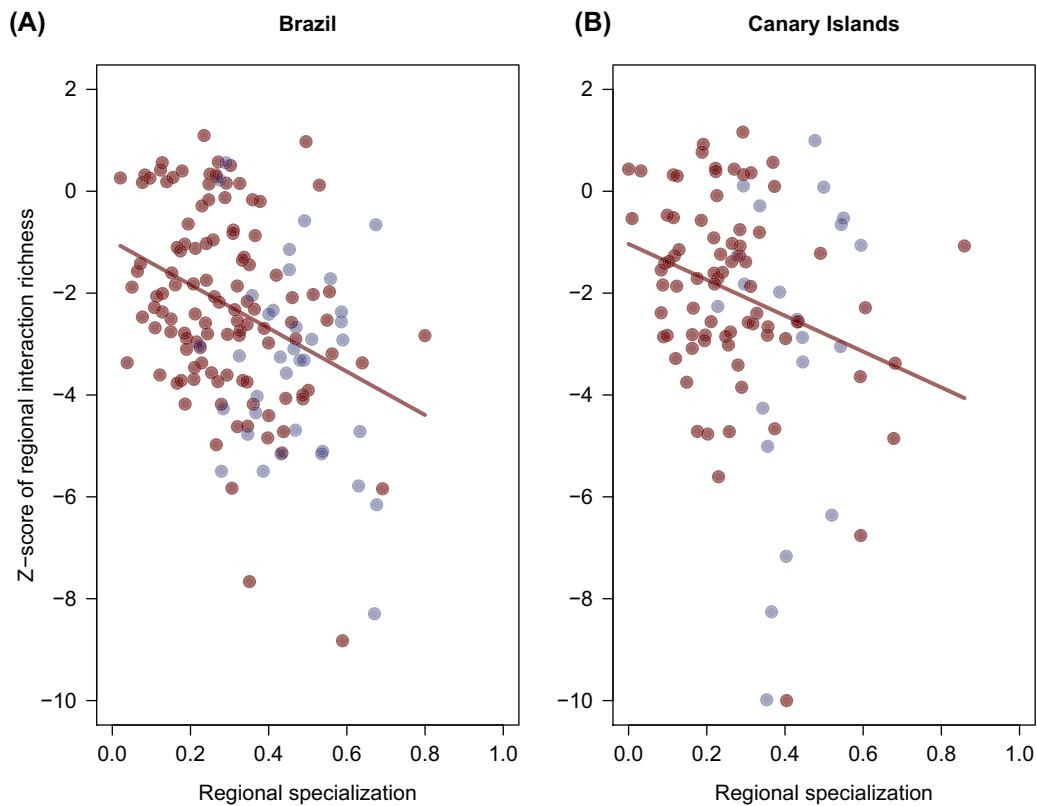 (A) Brazil
(B) Canary Islands
Z−score of regional interaction richness
2
0
−2
−4
−6
−8
−10
0.0 0.2 0.4 0.6 0.8 1.0
Regional specialization
2
0
−2
−4
−6
−8
−10
0.0 0.2 0.4 0.6 0.8 1.0
Regional specialization